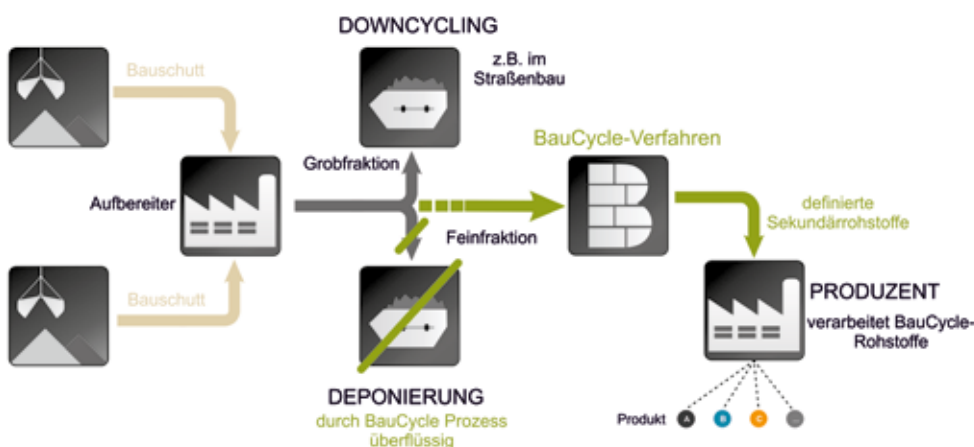 DOWNCYCLING
z.B. im
Straßenbau
Bauschutt
Grobfraktion
Aufbereiter
BauCycle-Verfahren
Feinfraktion
definierte
Sekundärrohstoffe
Bauschutt
PRODUZENT
verarbeitet BauCycle-
Rohstoffe
DEPONIERUNG
durch BauCycle Prozess
überflüssig
Produkt A B C ...